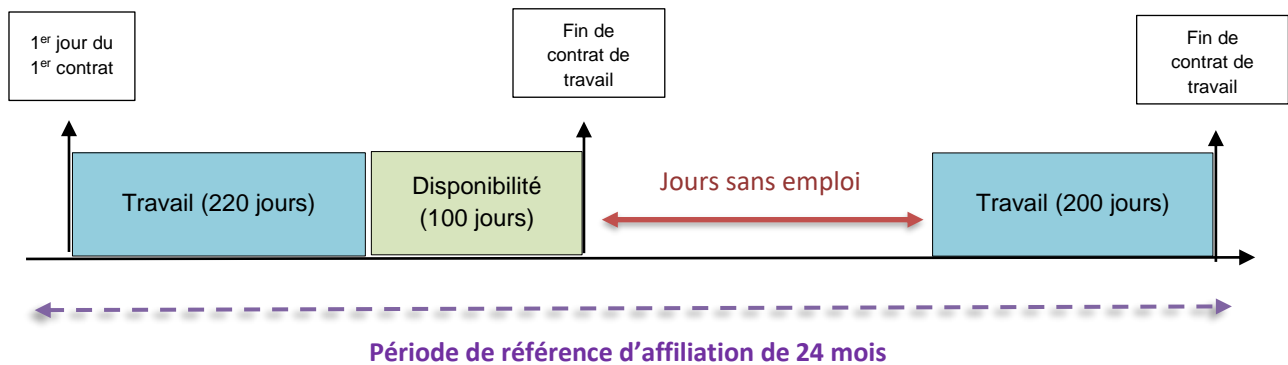 1er jour du
1er contrat
Fin de
contrat de
travail
Fin de
contrat de
travail
Travail (220 jours)
Disponibilité
(100 jours)
Jours sans emploi
Travail (200 jours)
Période de référence d’affiliation de 24 mois